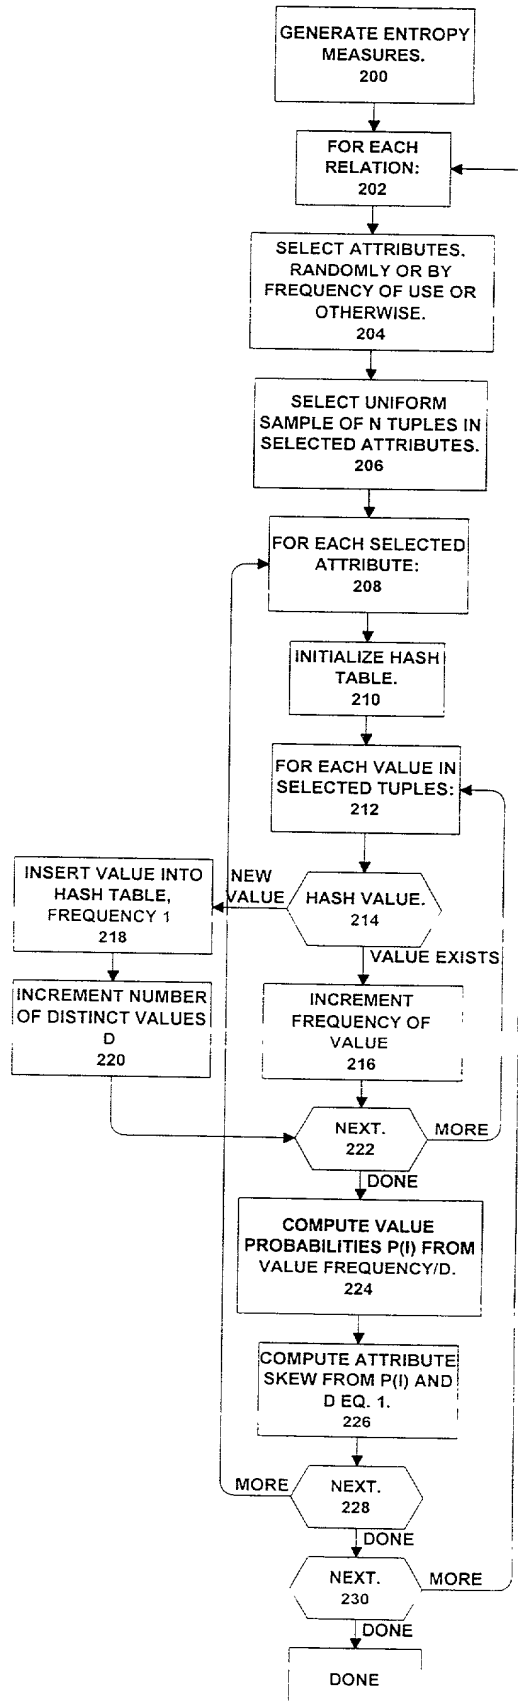 GENERATE ENTROPY
MEASURES.
200
FOR EACH
RELATION:
202
SELECT ATTRIBUTES.
RANDOMLY OR BY
FREQUENCY OF USE OR
OTHERWISE.
204
SELECT UNIFORM
SAMPLE OF N TUPLES IN
SELECTED ATTRIBUTES.
206
FOR EACH SELECTED
ATTRIBUTE:
208
INITIALIZE HASH
TABLE.
210
FOR EACH VALUE IN
SELECTED TUPLES:
212
HASH VALUE.
214
NEW
VALUE
INSERT VALUE INTO
HASH TABLE,
FREQUENCY 1
218
INCREMENT NUMBER
OF DISTINCT VALUES
D
220
VALUE EXISTS
INCREMENT
FREQUENCY OF
VALUE
216
NEXT.
222
MORE
DONE
COMPUTE VALUE
PROBABILITIES P(I) FROM
VALUE FREQUENCY/D.
224
COMPUTE ATTRIBUTE
SKEW FROM P(I) AND
D EQ. 1.
226
MORE
NEXT.
228
DONE
NEXT.
230
MORE
DONE
DONE